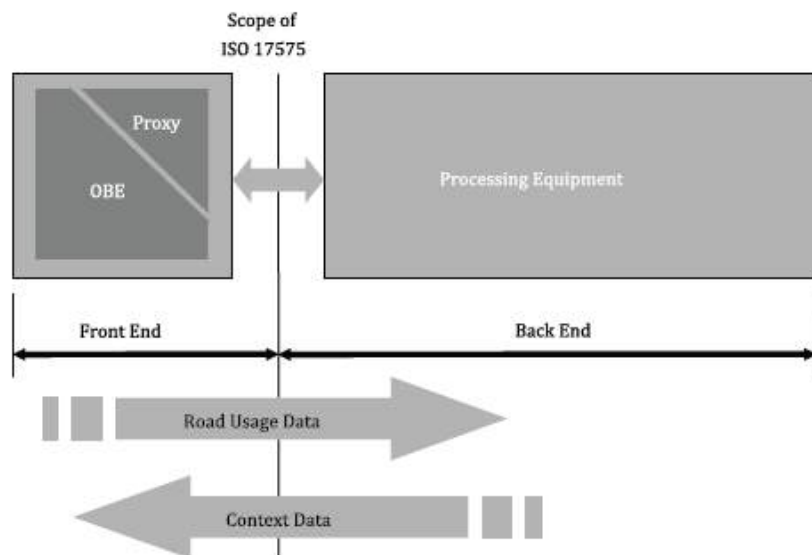 Scope of
ISO 17575
Proxy
OBE
Processing Equipment
Front End
Back End
Road Usage Data
Context Data